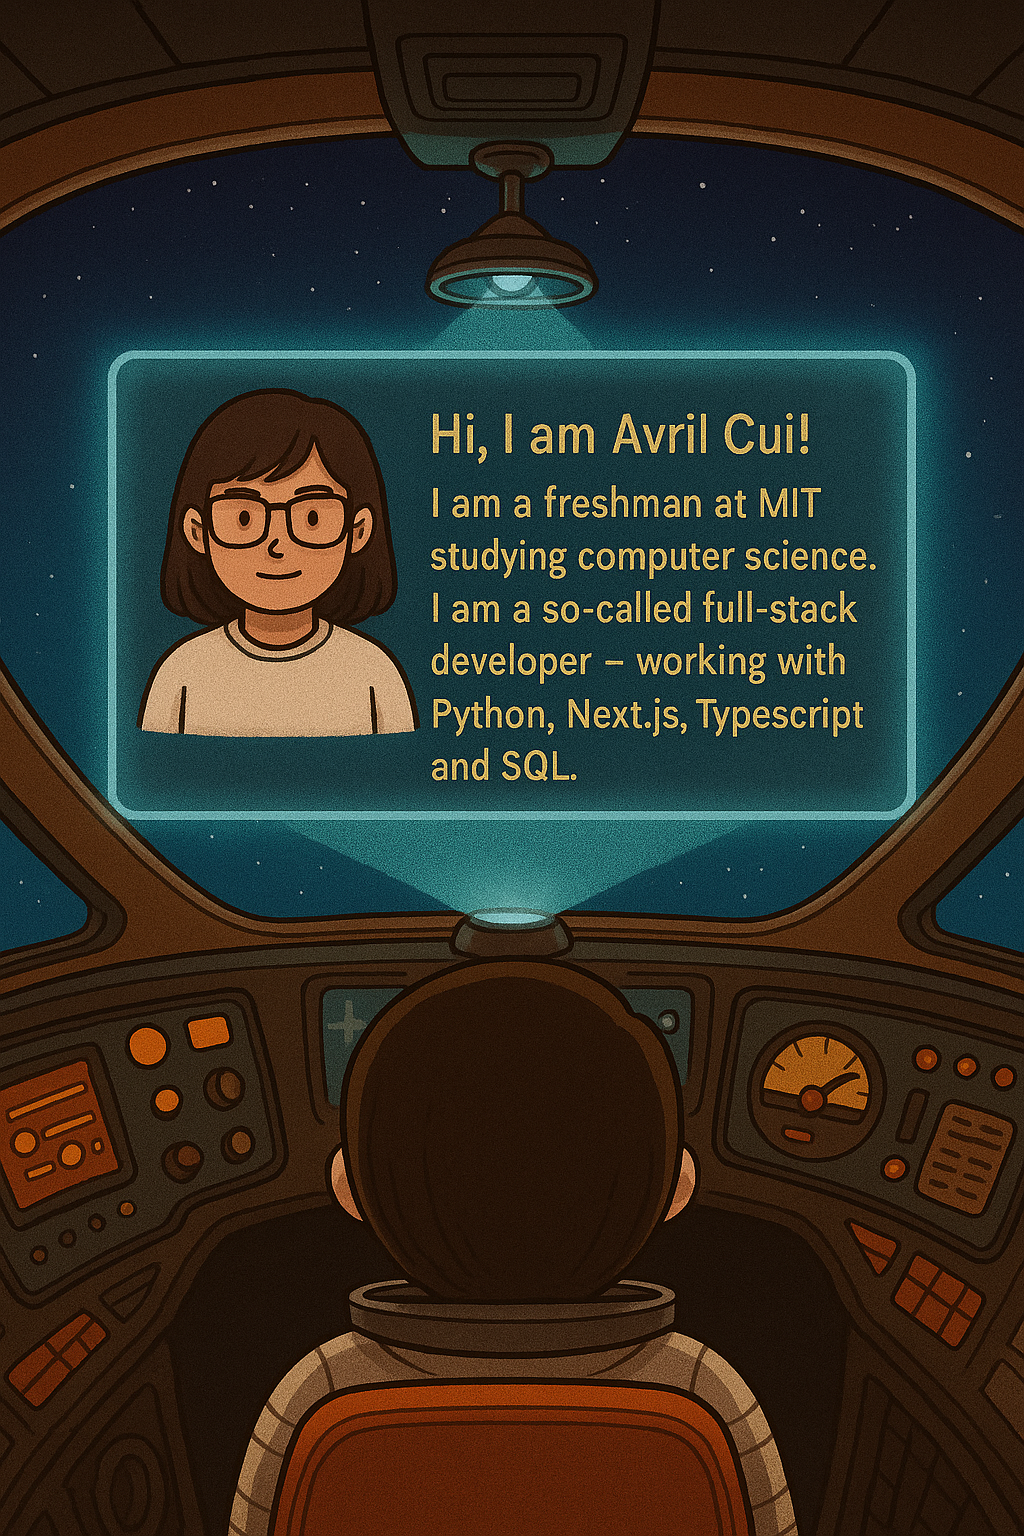 Hi, I am Avril Cui!
I am a freshman at MIT
studying computer science.
I am a so-called full-stack
developer – working with
Python, Next.js, Typescript
and SQL.